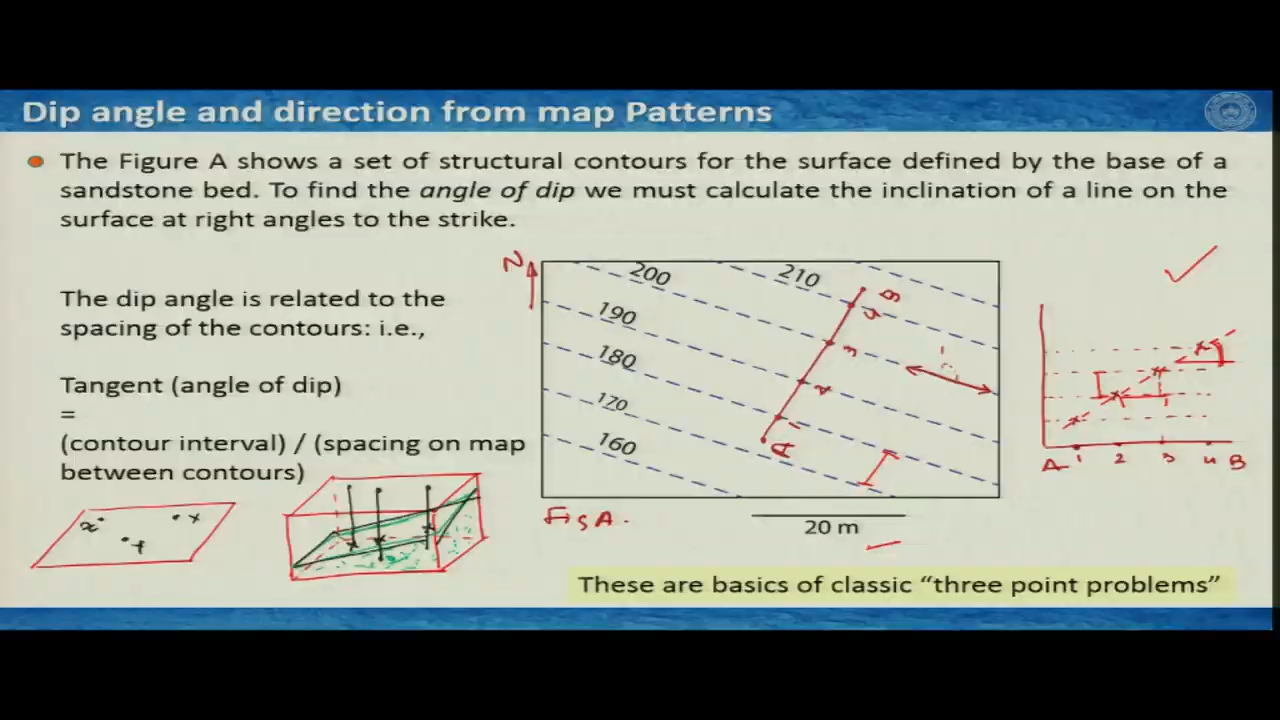 Dip angle and direction from map Patterns
The Figure A shows a set of structural contours for the surface defined by the base of a
sandstone bed. To find the angle of dip we must calculate the inclination of a line on the
surface at right angles to the strike.
The dip angle is related to the
spacing of the contours: i.e.,
Tangent (angle of dip)
=
(contour interval) / (spacing on map
between contours)
N
200
210
190
180
170
160
B
4
3
2
1
A
A 1 2 3 4 B
x
Y
Fig A.
20 m
These are basics of classic “three point problems”